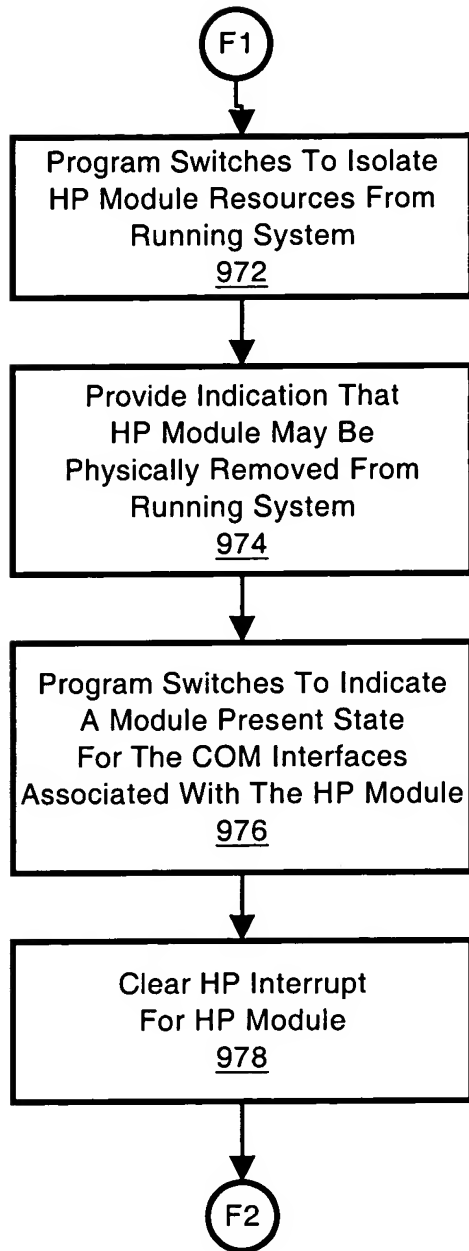 F1
Program Switches To Isolate
HP Module Resources From
Running System
972
Provide Indication That
HP Module May Be
Physically Removed From
Running System
974
Program Switches To Indicate
A Module Present State
For The COM Interfaces
Associated With The HP Module
976
Clear HP Interrupt
For HP Module
978
F2